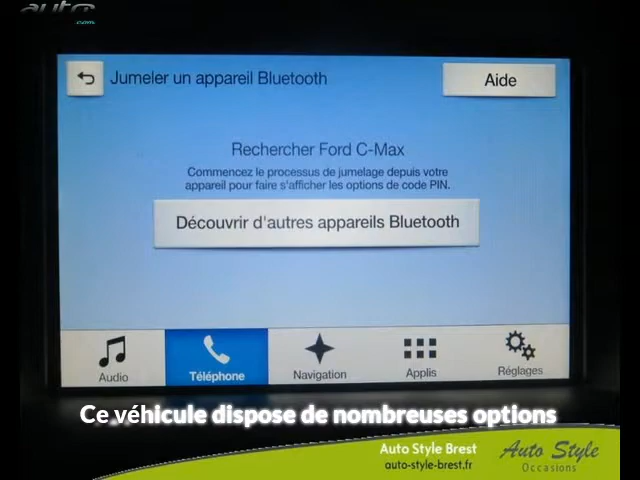 auto
.com
Jumeler un appareil Bluetooth
Aide
Rechercher Ford C-Max
Commencez le processus de jumelage depuis votre
appareil pour faire s'afficher les options de code PIN.
Découvrir d'autres appareils Bluetooth
Audio
Téléphone
Navigation
Applis
Réglages
Ce véhicule dispose de nombreuses options
Auto Style Brest
auto-style-brest.fr
Auto Style
Occasions